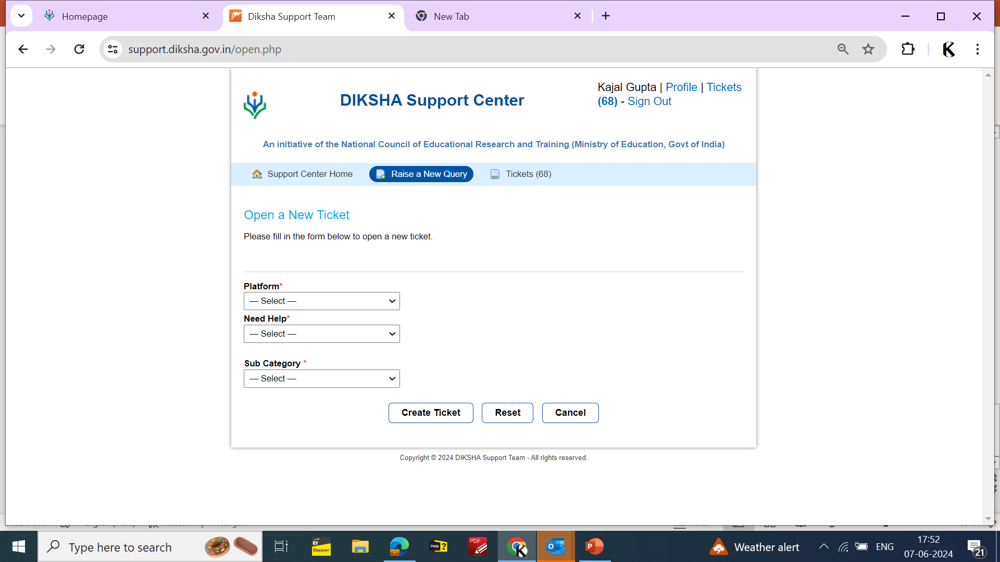 Homepage
Diksha Support Team
New Tab
support.diksha.gov.in/open.php
Kajal Gupta | Profile | Tickets
(68) - Sign Out
DIKSHA Support Center
An initiative of the National Council of Educational Research and Training (Ministry of Education, Govt of India)
Support Center Home
Raise a New Query
Tickets (68)
Open a New Ticket
Please fill in the form below to open a new ticket.
Platform*
— Select —
Need Help*
— Select —
Sub Category *
— Select —
Create Ticket
Reset
Cancel
Copyright © 2024 DIKSHA Support Team - All rights reserved.
Type here to search
EY
Discover
Help ?
PDF
Weather alert
ENG
17:52
07-06-2024
21